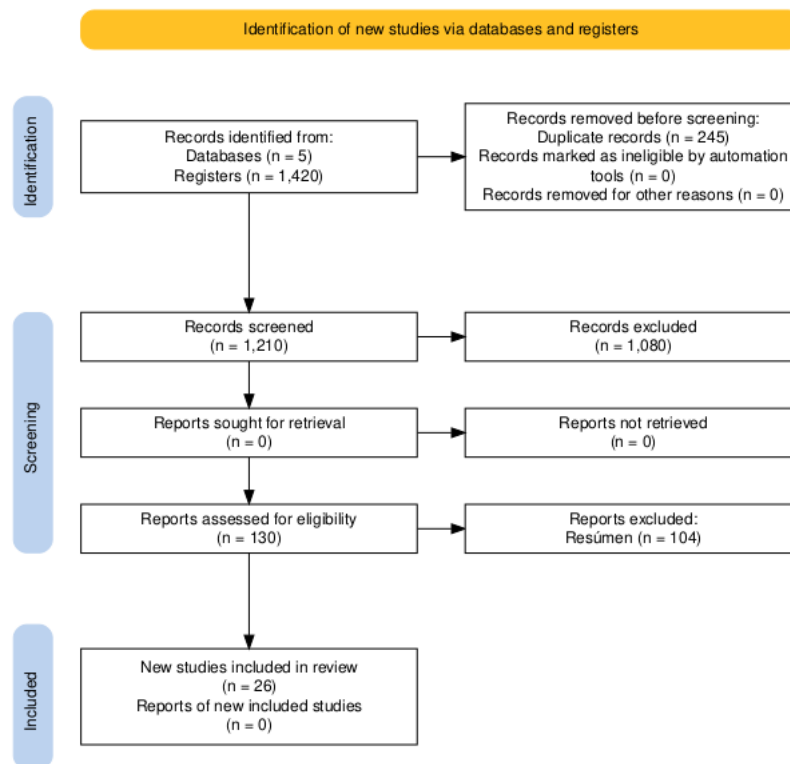 Identification of new studies via databases and registers
Identification
Records identified from:
Databases (n = 5)
Registers (n = 1,420)
Records removed before screening:
Duplicate records (n = 245)
Records marked as ineligible by automation
tools (n = 0)
Records removed for other reasons (n = 0)
Screening
Records screened
(n = 1,210)
Records excluded
(n = 1,080)
Reports sought for retrieval
(n = 0)
Reports not retrieved
(n = 0)
Reports assessed for eligibility
(n = 130)
Reports excluded:
Resúmen (n = 104)
Included
New studies included in review
(n = 26)
Reports of new included studies
(n = 0)